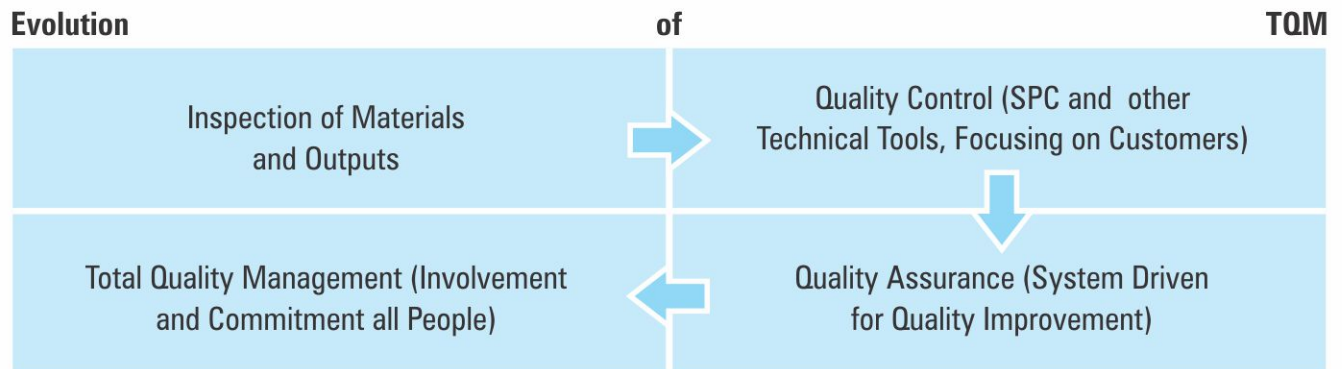 Evolution of TQM
Inspection of Materials
and Outputs
Quality Control (SPC and other
Technical Tools, Focusing on Customers)
Total Quality Management (Involvement
and Commitment all People)
Quality Assurance (System Driven
for Quality Improvement)